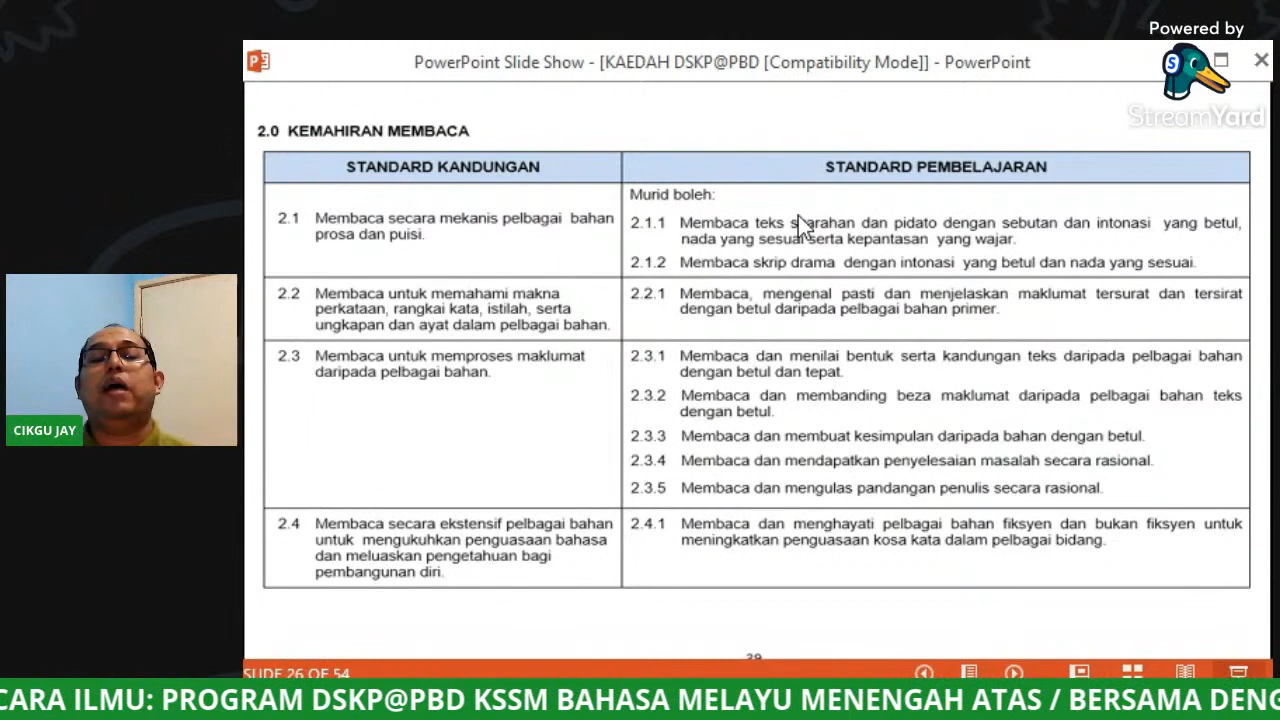 Powered by
PowerPoint Slide Show - [KAEDAH DSKP@PBD [Compatibility Mode]] - PowerPoint
StreamYard
2.0 KEMAHIRAN MEMBACA
STANDARD KANDUNGAN
STANDARD PEMBELAJARAN
2.1 Membaca secara mekanis pelbagai bahan
prosa dan puisi.
Murid boleh:
2.1.1 Membaca teks syarahan dan pidato dengan sebutan dan intonasi yang betul,
nada yang sesuai serta kepantasan yang wajar.
2.1.2 Membaca skrip drama dengan intonasi yang betul dan nada yang sesuai.
2.2 Membaca untuk memahami makna
perkataan, rangkai kata, istilah, serta
ungkapan dan ayat dalam pelbagai bahan.
2.2.1 Membaca, mengenal pasti dan menjelaskan maklumat tersurat dan tersirat
dengan betul daripada pelbagai bahan primer.
2.3 Membaca untuk memproses maklumat
daripada pelbagai bahan.
2.3.1 Membaca dan menilai bentuk serta kandungan teks daripada pelbagai bahan
dengan betul dan tepat.
2.3.2 Membaca dan membanding beza maklumat daripada pelbagai bahan teks
dengan betul.
2.3.3 Membaca dan membuat kesimpulan daripada bahan dengan betul.
2.3.4 Membaca dan mendapatkan penyelesaian masalah secara rasional.
2.3.5 Membaca dan mengulas pandangan penulis secara rasional.
2.4 Membaca secara ekstensif pelbagai bahan
untuk mengukuhkan penguasaan bahasa
dan meluaskan pengetahuan bagi
pembangunan diri.
2.4.1 Membaca dan menghayati pelbagai bahan fiksyen dan bukan fiksyen untuk
meningkatkan penguasaan kosa kata dalam pelbagai bidang.
CIKGU JAY
SLIDE 26 OF 54
CARA ILMU: PROGRAM DSKP@PBD KSSM BAHASA MELAYU MENENGAH ATAS / BERSAMA DENG